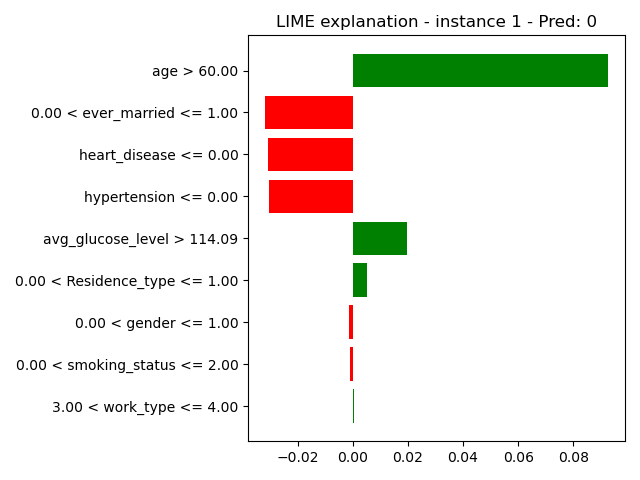 LIME explanation - instance 1 - Pred: 0
age > 60.00
0.00 < ever_married <= 1.00
heart_disease <= 0.00
hypertension <= 0.00
avg_glucose_level > 114.09
0.00 < Residence_type <= 1.00
0.00 < gender <= 1.00
0.00 < smoking_status <= 2.00
3.00 < work_type <= 4.00
−0.02 0.00 0.02 0.04 0.06 0.08